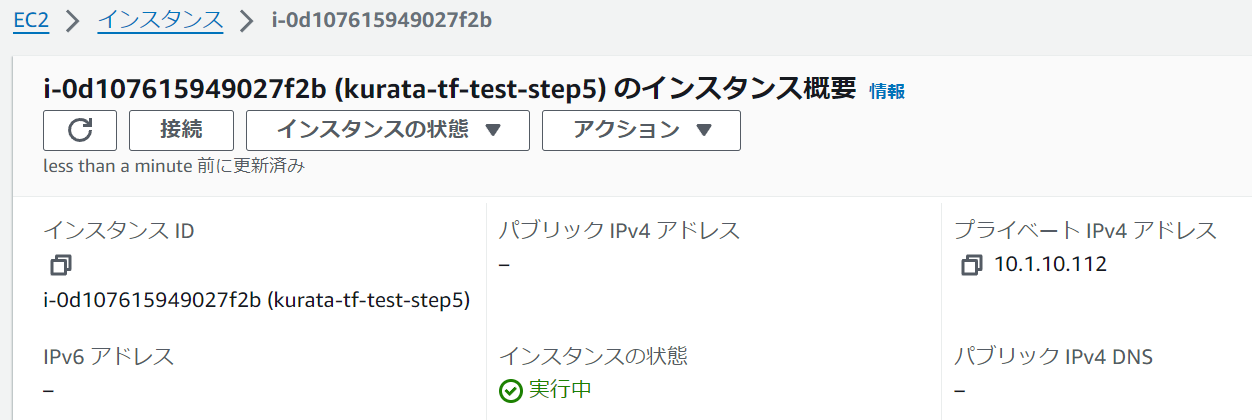 EC2 > インスタンス > i-0d107615949027f2b
i-0d107615949027f2b (kurata-tf-test-step5) のインスタンス概要 情報
接続 インスタンスの状態 ▼ アクション ▼
less than a minute 前に更新済み
インスタンス ID
i-0d107615949027f2b (kurata-tf-test-step5)
パブリック IPv4 アドレス
–
プライベート IPv4 アドレス
10.1.10.112
IPv6 アドレス
–
インスタンスの状態
実行中
パブリック IPv4 DNS
–